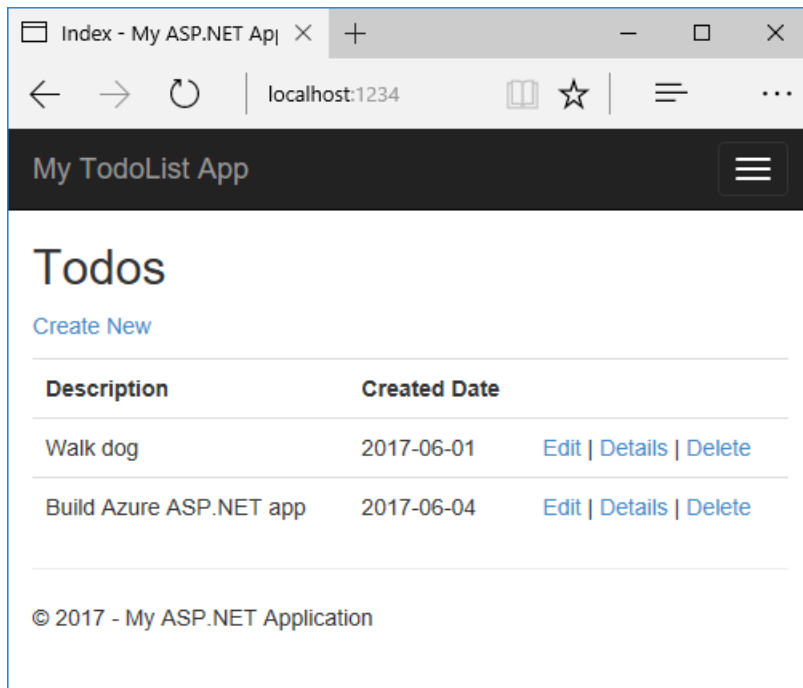 Index - My ASP.NET Ap
localhost:1234
My TodoList App
Todos
Create New
Description Created Date
Walk dog 2017-06-01 Edit | Details | Delete
Build Azure ASP.NET app 2017-06-04 Edit | Details | Delete
© 2017 - My ASP.NET Application